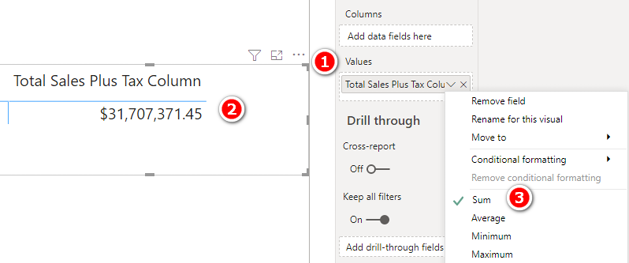 Columns
Add data fields here
Values
1
Total Sales Plus Tax Colu
Total Sales Plus Tax Column
$31,707,371.45
2
Remove field
Rename for this visual
Move to
Conditional formatting
Remove conditional formatting
Sum
3
Average
Minimum
Maximum
Drill through
Cross-report
Off
Keep all filters
On
Add drill-through fields